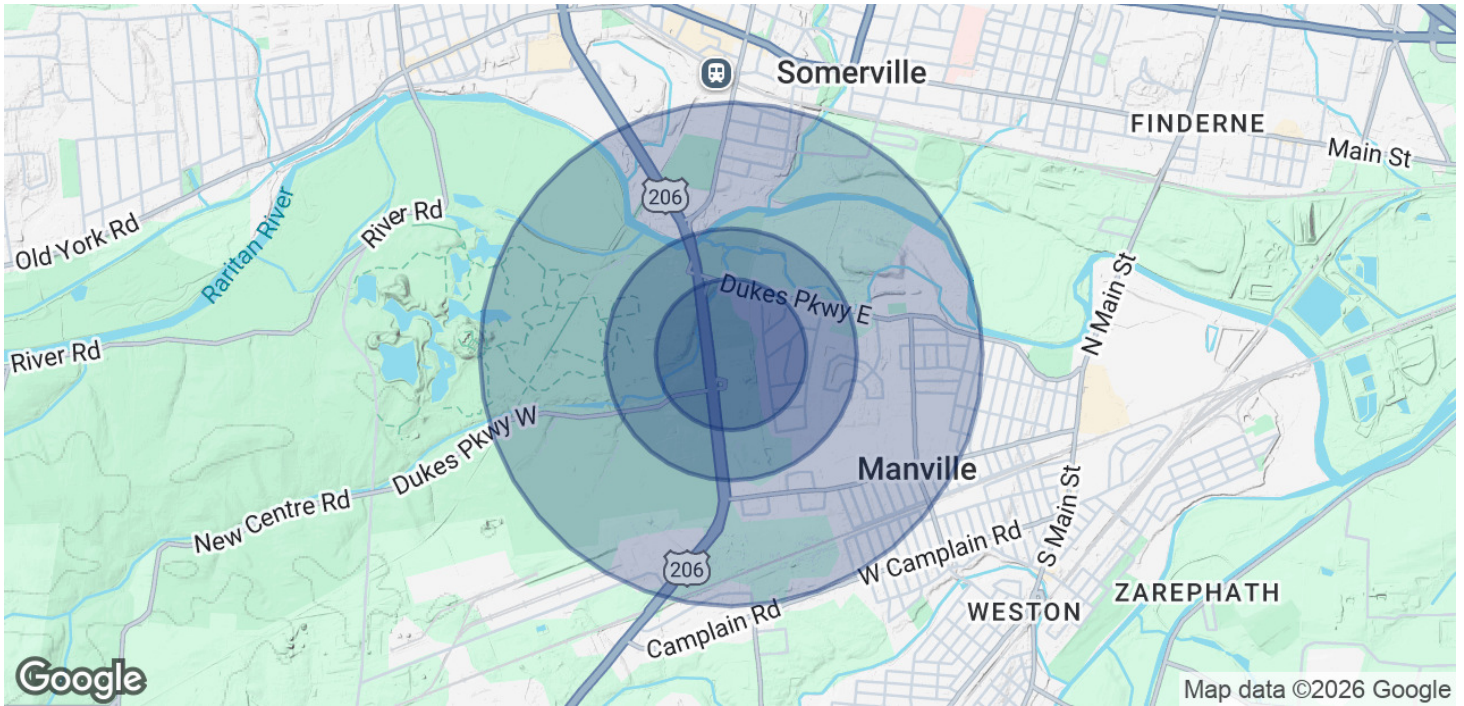 Somerville
FINDERNE
Main St
206
Old York Rd
River Rd
Raritan River
Dukes Pkwy E
N Main St
River Rd
Dukes Pkwy W
Manville
New Centre Rd
S Main St
W Camplain Rd
206
ZAREPHATH
WESTON
Camplain Rd
Google
Map data ©2026 Google